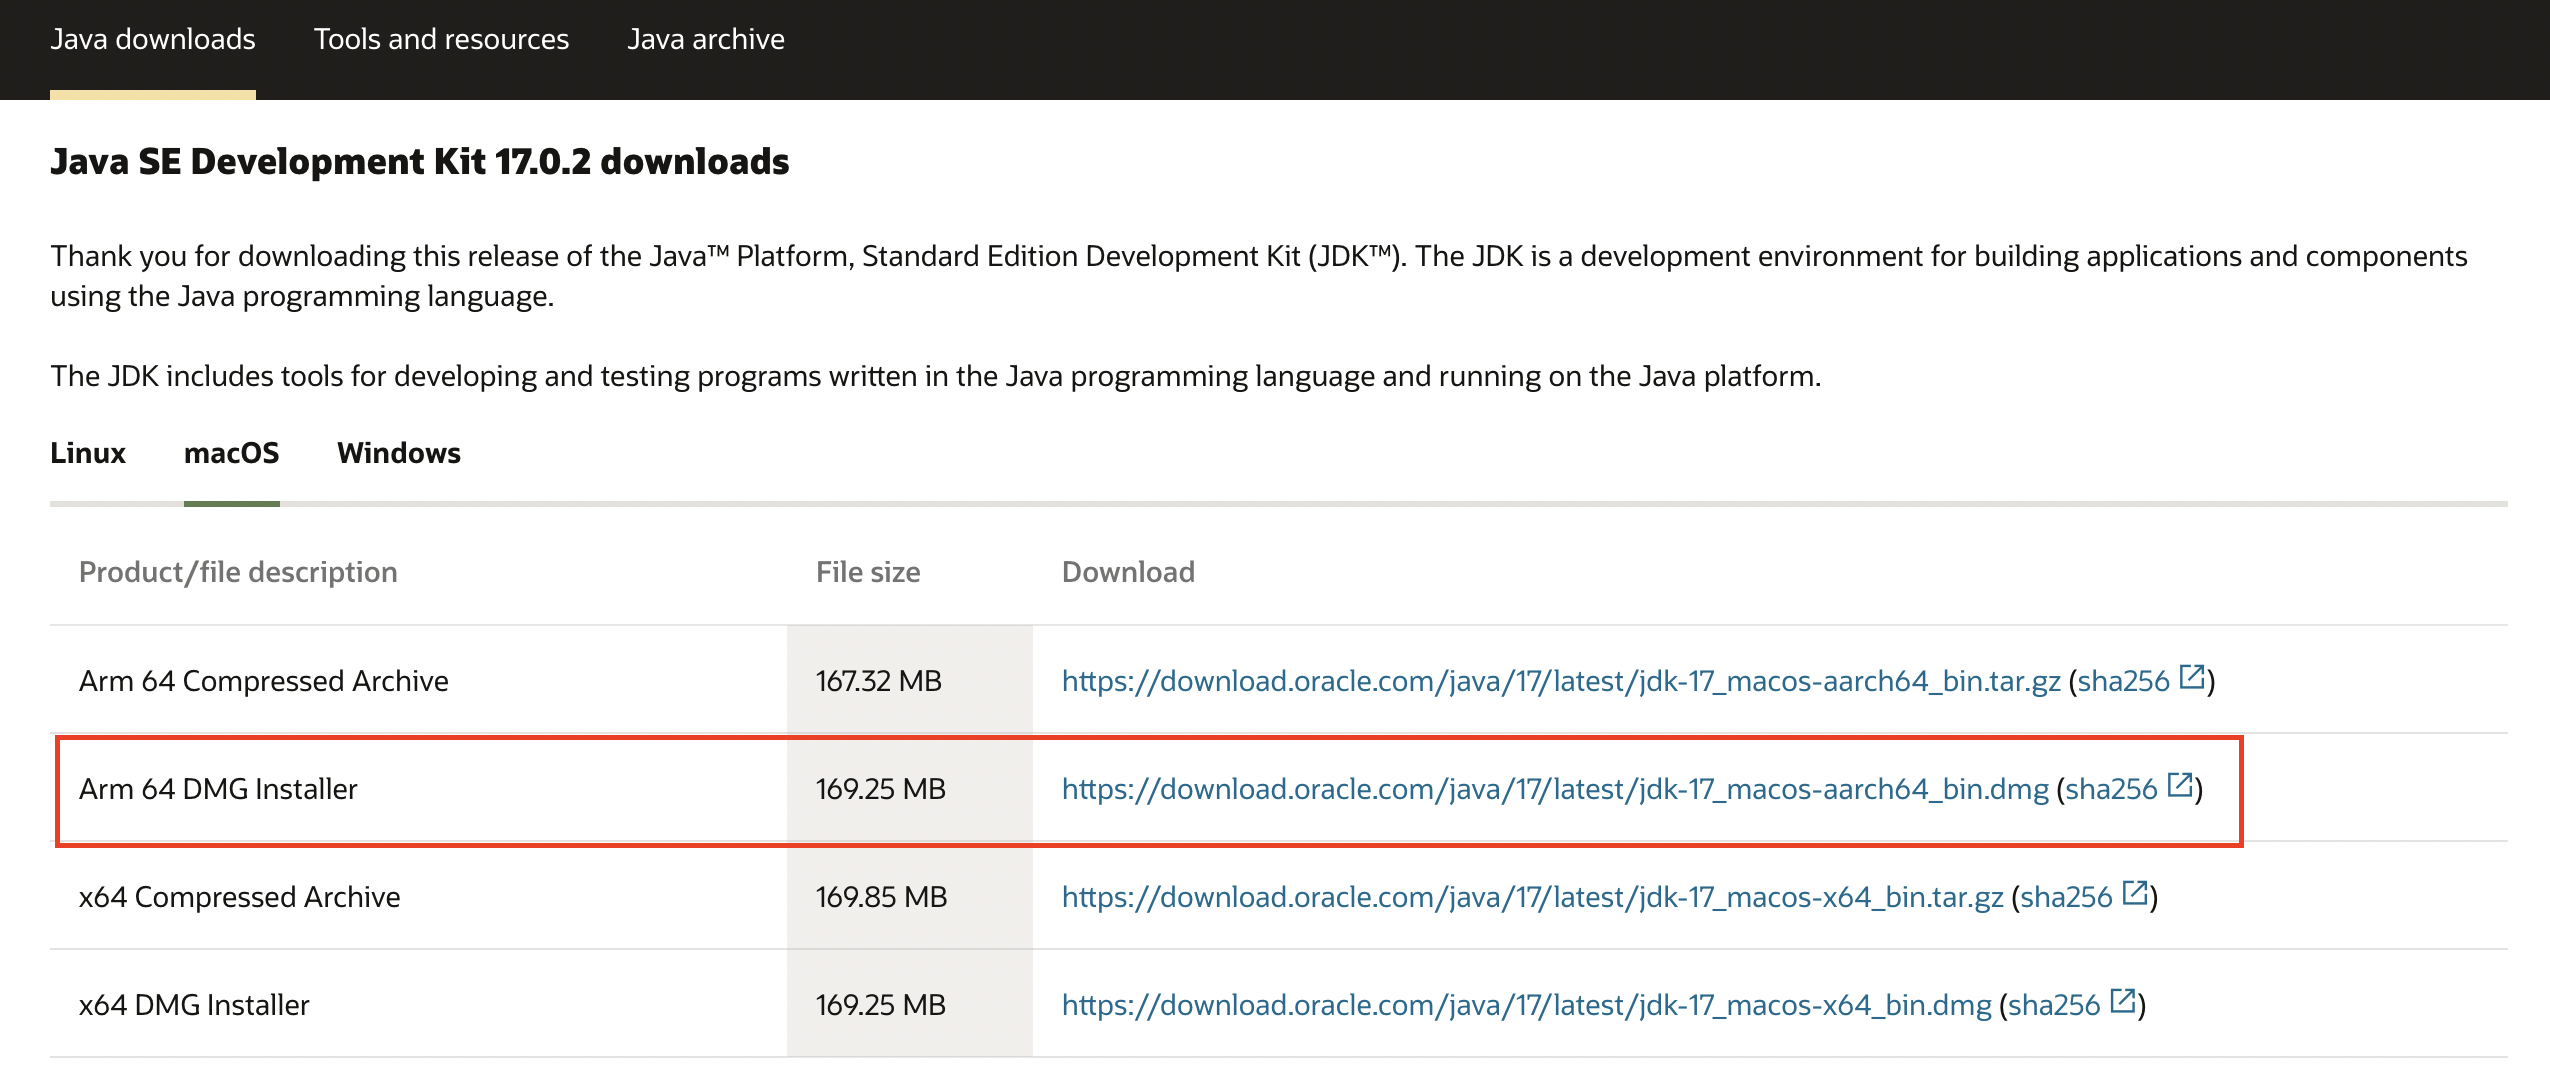 Java downloads Tools and resources Java archive
Java SE Development Kit 17.0.2 downloads
Thank you for downloading this release of the Java™ Platform, Standard Edition Development Kit (JDK™). The JDK is a development environment for building applications and components
using the Java programming language.
The JDK includes tools for developing and testing programs written in the Java programming language and running on the Java platform.
Linux macOS Windows
Product/file description File size Download
Arm 64 Compressed Archive 167.32 MB https://download.oracle.com/java/17/latest/jdk-17_macos-aarch64_bin.tar.gz (sha256)
Arm 64 DMG Installer 169.25 MB https://download.oracle.com/java/17/latest/jdk-17_macos-aarch64_bin.dmg (sha256)
x64 Compressed Archive 169.85 MB https://download.oracle.com/java/17/latest/jdk-17_macos-x64_bin.tar.gz (sha256)
x64 DMG Installer 169.25 MB https://download.oracle.com/java/17/latest/jdk-17_macos-x64_bin.dmg (sha256)